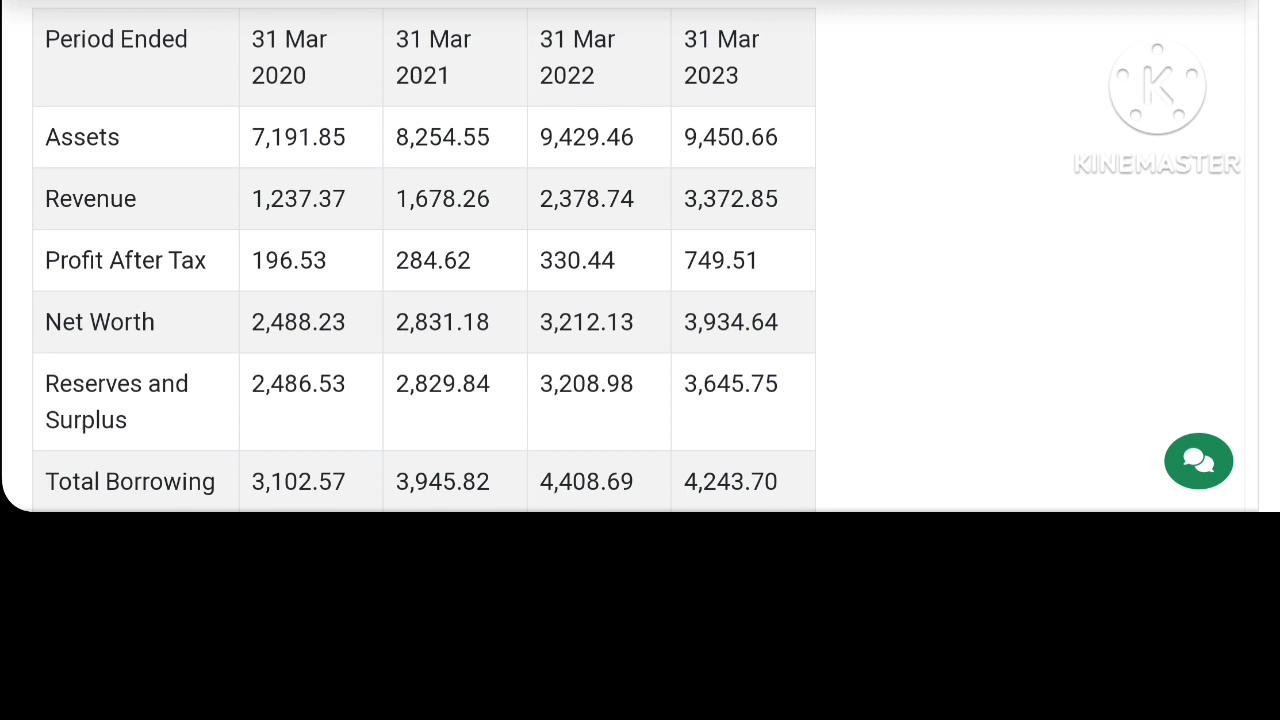 Period Ended 31 Mar 2020 31 Mar 2021 31 Mar 2022 31 Mar 2023
Assets 7,191.85 8,254.55 9,429.46 9,450.66
Revenue 1,237.37 1,678.26 2,378.74 3,372.85
Profit After Tax 196.53 284.62 330.44 749.51
Net Worth 2,488.23 2,831.18 3,212.13 3,934.64
Reserves and Surplus 2,486.53 2,829.84 3,208.98 3,645.75
Total Borrowing 3,102.57 3,945.82 4,408.69 4,243.70
K
KINEMASTER